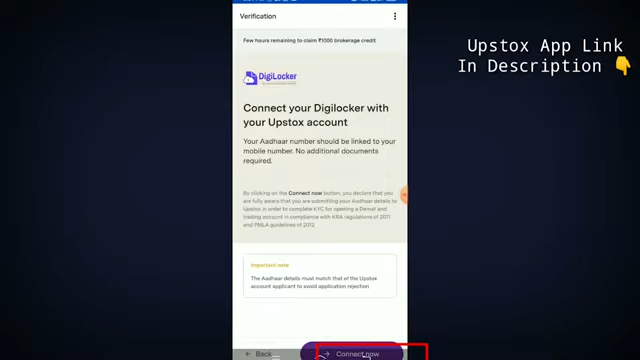 Verification
Upstox App Link
In Description 👇
Few hours remaining to claim ₹1000 brokerage credit
DigiLocker
Connect your Digilocker with
your Upstox account
Your Aadhaar number should be linked to your
mobile number. No additional documents
required.
By clicking on the Connect now button, you declare that you
are fully aware that you are submitting your Aadhaar details to
Upstox in order to complete KYC for opening a Demat and
trading account in compliance with KRA regulations of 2011
and PMLA guidelines of 2012
Important note
The Aadhaar details must match that of the Upstox
account applicant to avoid application rejection
← Back
→ Connect now